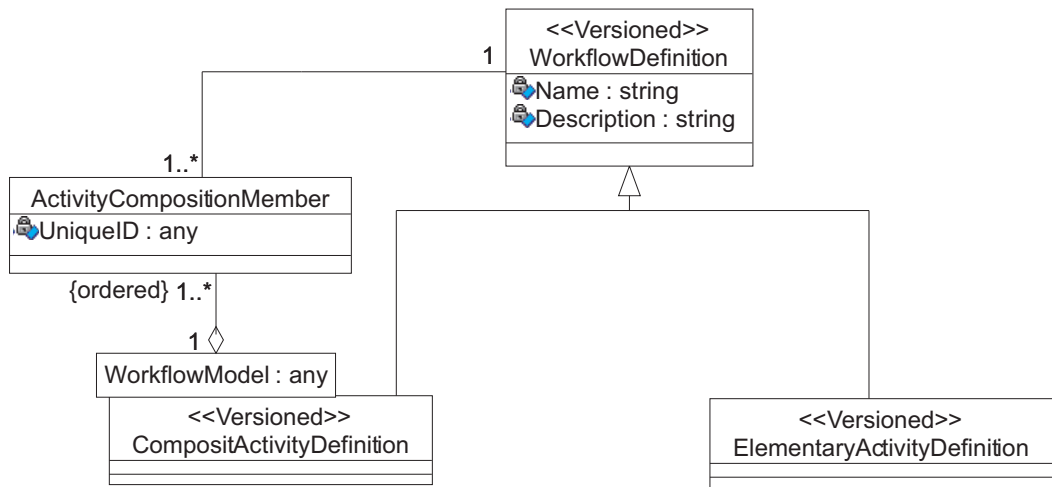 <<Versioned>>
WorkflowDefinition
Name : string
Description : string
1
1..*
ActivityCompositionMember
UniqueID : any
{ordered} 1..*
1
WorkflowModel : any
<<Versioned>>
CompositActivityDefinition
<<Versioned>>
ElementaryActivityDefinition